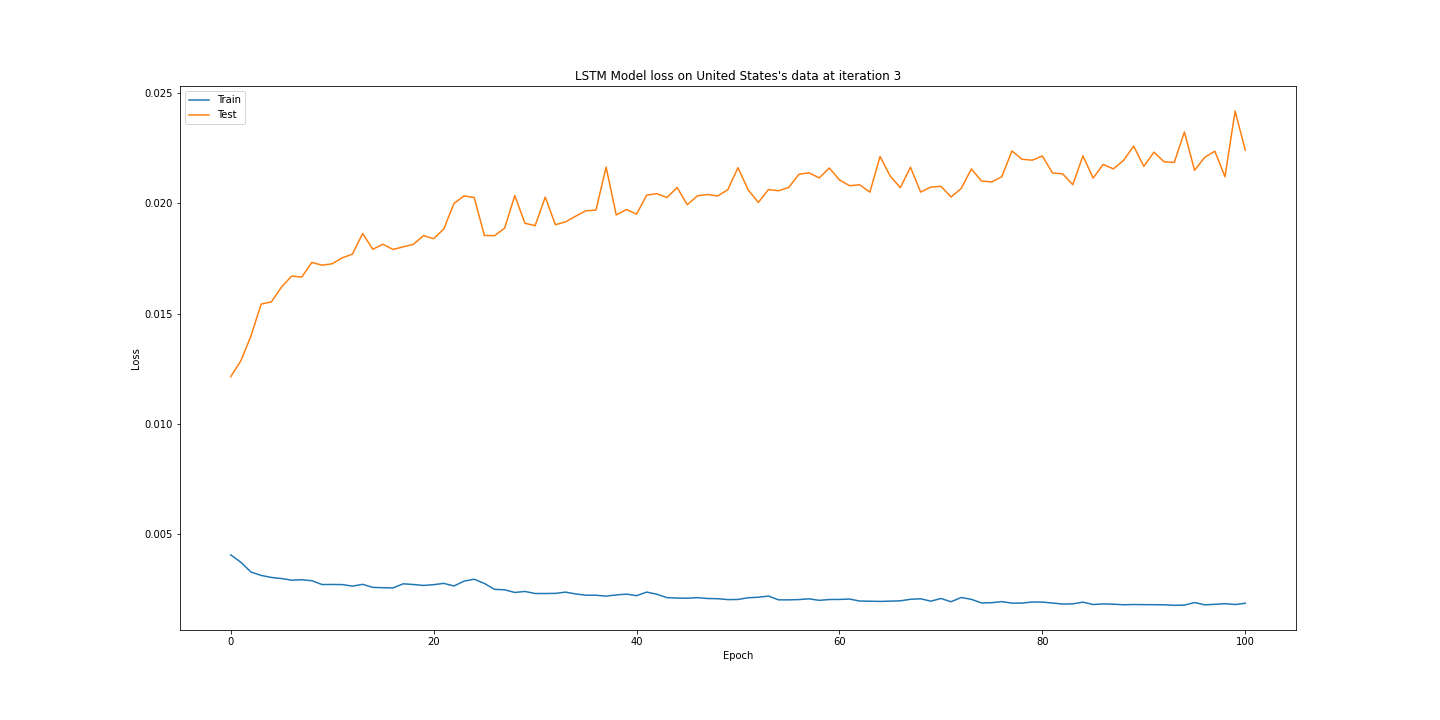 LSTM Model loss on United States's data at iteration 3
Train
Test
0.025
0.020
0.015
0.010
0.005
Loss
0 20 40 60 80 100
Epoch